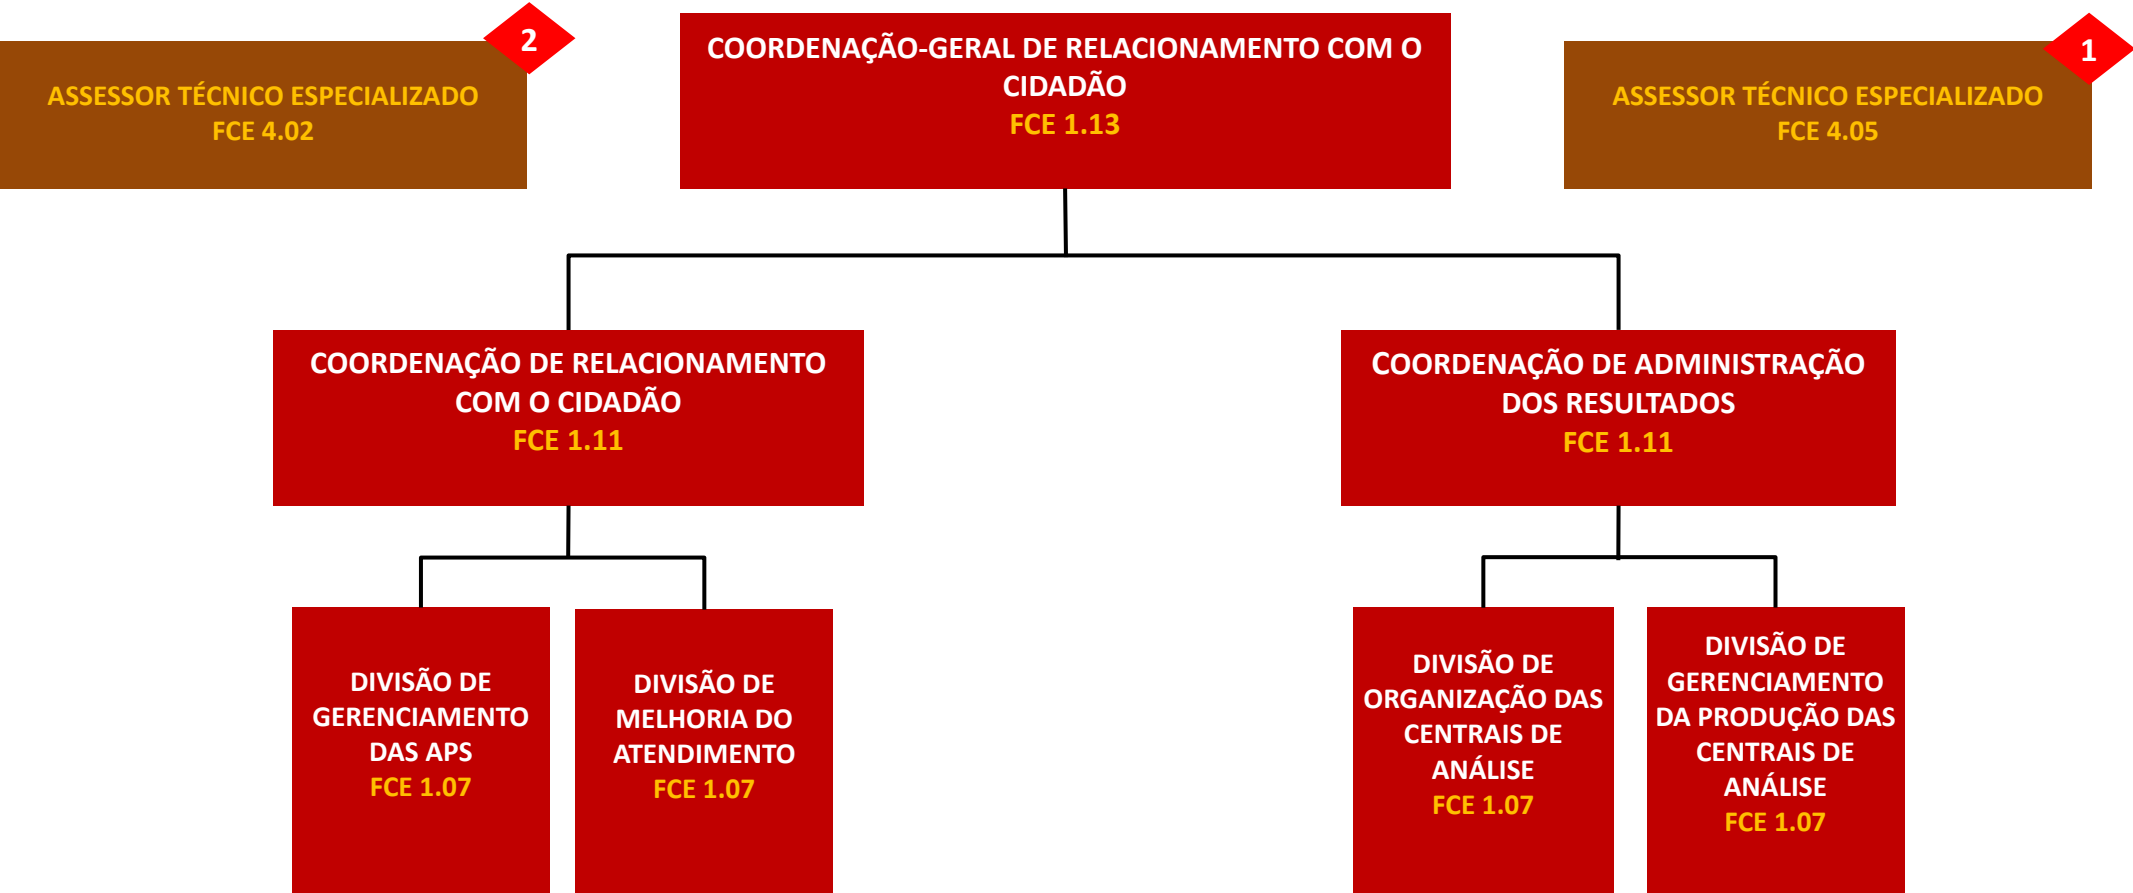 2
ASSESSOR TÉCNICO ESPECIALIZADO
FCE 4.02
COORDENAÇÃO-GERAL DE RELACIONAMENTO COM O
CIDADÃO
FCE 1.13
1
ASSESSOR TÉCNICO ESPECIALIZADO
FCE 4.05
COORDENAÇÃO DE RELACIONAMENTO
COM O CIDADÃO
FCE 1.11
COORDENAÇÃO DE ADMINISTRAÇÃO
DOS RESULTADOS
FCE 1.11
DIVISÃO DE
GERENCIAMENTO
DAS APS
FCE 1.07
DIVISÃO DE
MELHORIA DO
ATENDIMENTO
FCE 1.07
DIVISÃO DE
ORGANIZAÇÃO DAS
CENTRAIS DE
ANÁLISE
FCE 1.07
DIVISÃO DE
GERENCIAMENTO
DA PRODUÇÃO DAS
CENTRAIS DE
ANÁLISE
FCE 1.07